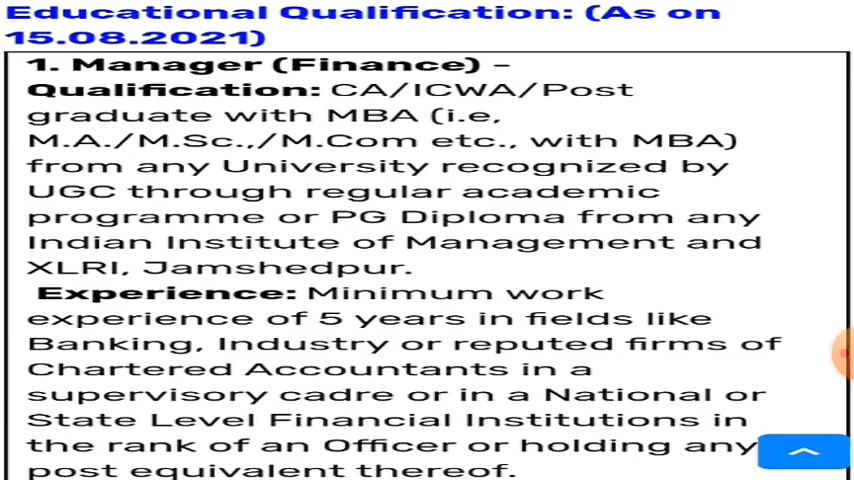 Educational Qualification: (As on
15.08.2021)
1. Manager (Finance) -
Qualification: CA/ICWA/Post
graduate with MBA (i.e,
M.A./M.Sc.,/M.Com etc., with MBA)
from any University recognized by
UGC through regular academic
programme or PG Diploma from any
Indian Institute of Management and
XLRI, Jamshedpur.
Experience: Minimum work
experience of 5 years in fields like
Banking, Industry or reputed firms of
Chartered Accountants in a
supervisory cadre or in a National or
State Level Financial Institutions in
the rank of an Officer or holding any
post equivalent thereof.